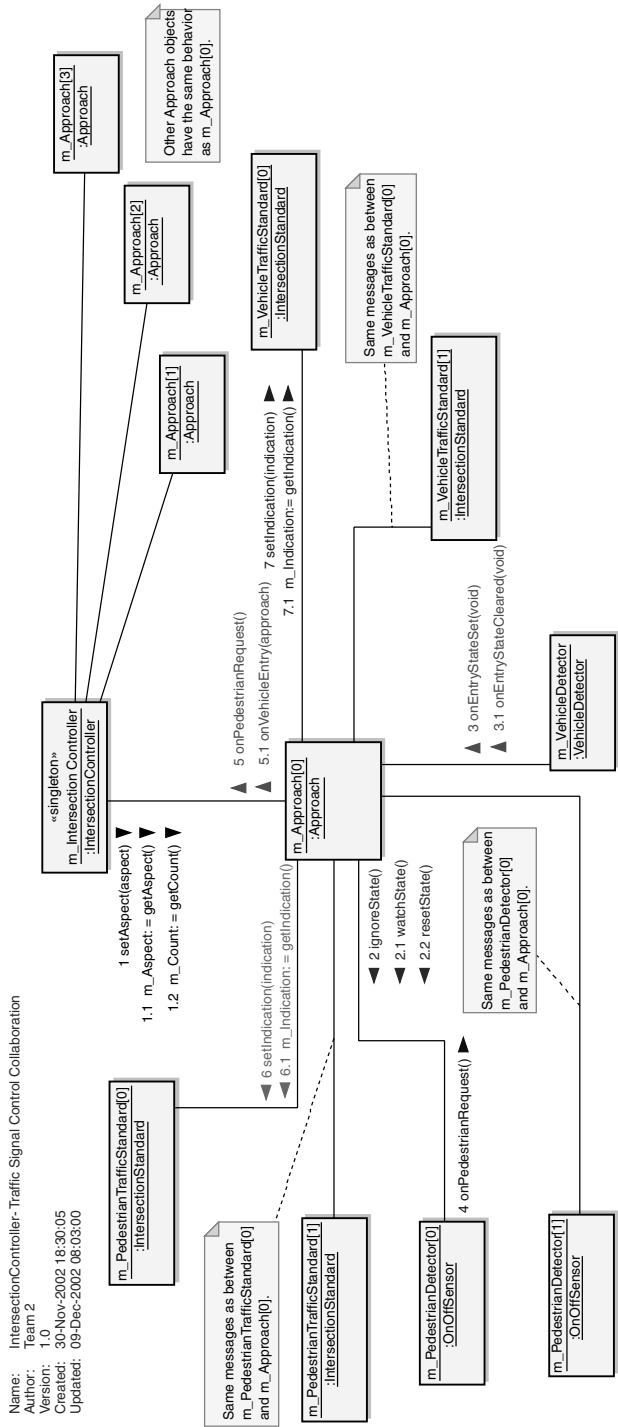 Name: IntersectionController- Traffic Signal Control Collaboration
Author: Team 2
Version: 1.0
Created: 30-Nov-2002 18:30:05
Updated: 09-Dec-2002 08:03:00
«singleton»
m_Intersection Controller
:IntersectionController
m_Approach[3]
:Approach
m_Approach[2]
:Approach
m_Approach[1]
:Approach
Other Approach objects
have the same behavior
as m_Approach[0].
1 setAspect(aspect)
1.1 m_Aspect: = getAspect()
1.2 m_Count: = getCount()
5 onPedestrianRequest()
5.1 onVehicleEntry(approach)
m_PedestrianTrafficStandard[0]
:IntersectionStandard
6 setIndication(indication)
6.1 m_Indication: = getIndication()
m_Approach[0]
:Approach
7 setIndication(indication)
7.1 m_Indication:= getIndication()
m_VehicleTrafficStandard[0]
:IntersectionStandard
Same messages as between
m_PedestrianTrafficStandard[0]
and m_Approach[0].
m_PedestrianTrafficStandard[1]
:IntersectionStandard
Same messages as between
m_VehicleTrafficStandard[0]
and m_Approach[0].
m_VehicleTrafficStandard[1]
:IntersectionStandard
2 ignoreState()
2.1 watchState()
2.2 resetState()
4 onPedestrianRequest()
m_PedestrianDetector[0]
:OnOffSensor
3 onEntryStateSet(void)
3.1 onEntryStateCleared(void)
Same messages as between
m_PedestrianDetector[0]
and m_Approach[0].
m_VehicleDetector
:VehicleDetector
m_PedestrianDetector[1]
:OnOffSensor